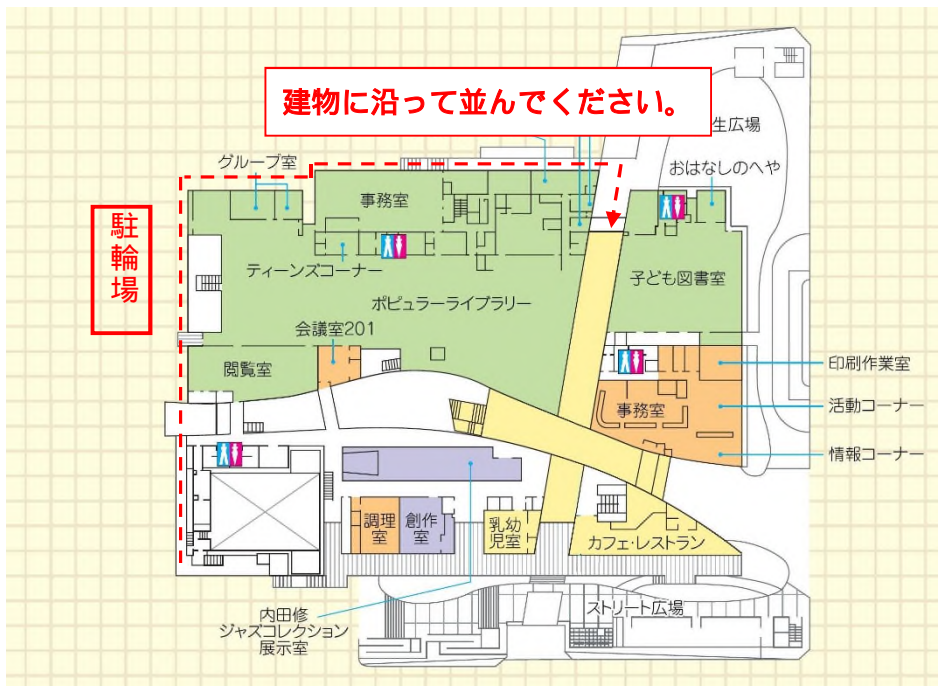 建物に沿って並んでください。
生広場
グループ室
おはなしのへや
事務室
駐輪場
ティーンズコーナー
子ども図書室
ポピュラーライブラリー
会議室201
閲覧室
印刷作業室
事務室
活動コーナー
情報コーナー
調理
室
創作
室
乳幼
児室
カフェ・レストラン
内田修
ジャズコレクション
展示室
ストリート広場